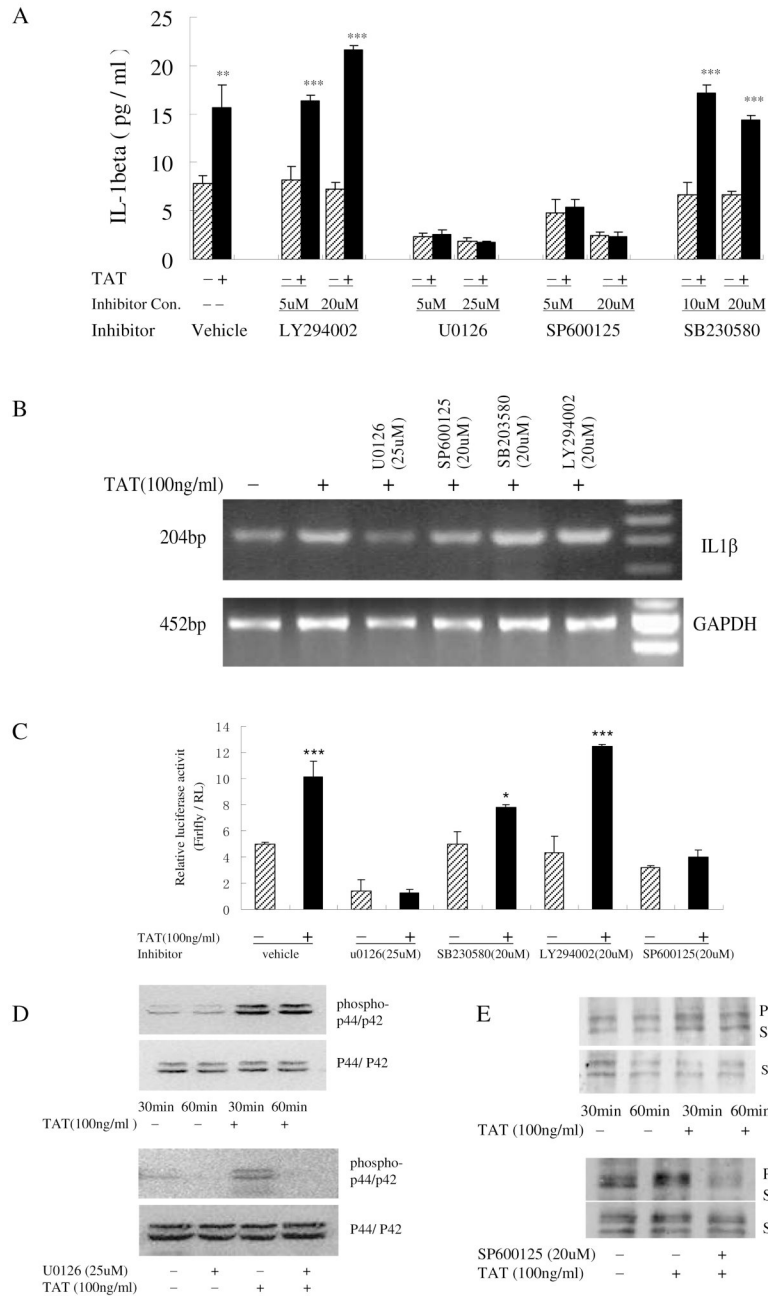 A
IL-1beta ( pg / ml )
25
20
15
10
5
0
** *** *** *** ***
TAT − + − + − + − + − + − + − + − + − +
Inhibitor Con. − − 5uM 20uM 5uM 25uM 5uM 20uM 10uM 20uM
Inhibitor Vehicle LY294002 U0126 SP600125 SB230580
B
U0126 (25uM)
SP600125 (20uM)
SB203580 (20uM)
LY294002 (20uM)
TAT(100ng/ml) − + + + + +
204bp IL1β
452bp GAPDH
C
Relative luciferase activit
(Firlfly / RL)
14
12
10
8
6
4
2
0
*** * ***
TAT(100ng/ml) − + − + − + − + − +
Inhibitor vehicle u0126(25uM) SB230580(20uM) LY294002(20uM) SP600125(20uM)
D
phospho-
p44/p42
P44/ P42
30min 60min 30min 60min
TAT(100ng/ml ) − − + +
phospho-
p44/p42
P44/ P42
U0126 (25uM) − + − +
TAT (100ng/ml) − − + +
E
P
S
S
30min 60min 30min 60min
TAT (100ng/ml) − − + +
S
S
SP600125 (20uM) − − +
TAT (100ng/ml) − + +